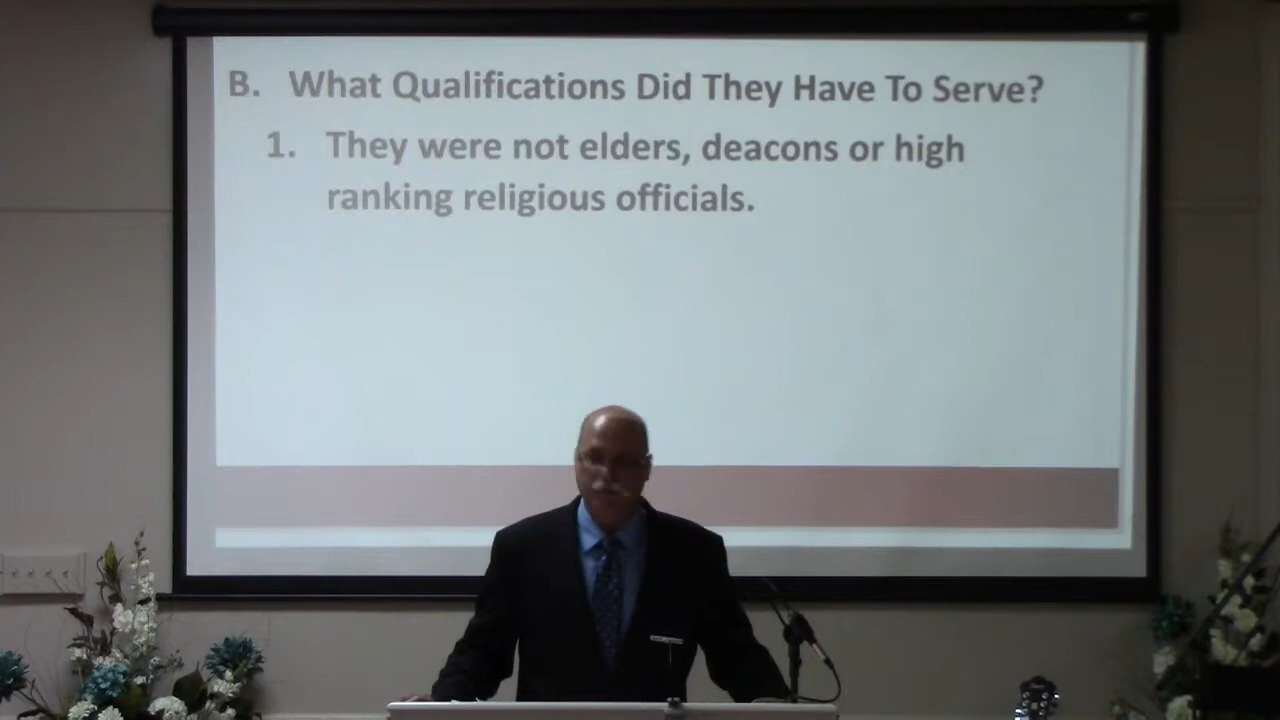 B. What Qualifications Did They Have To Serve?
1. They were not elders, deacons or high
ranking religious officials.